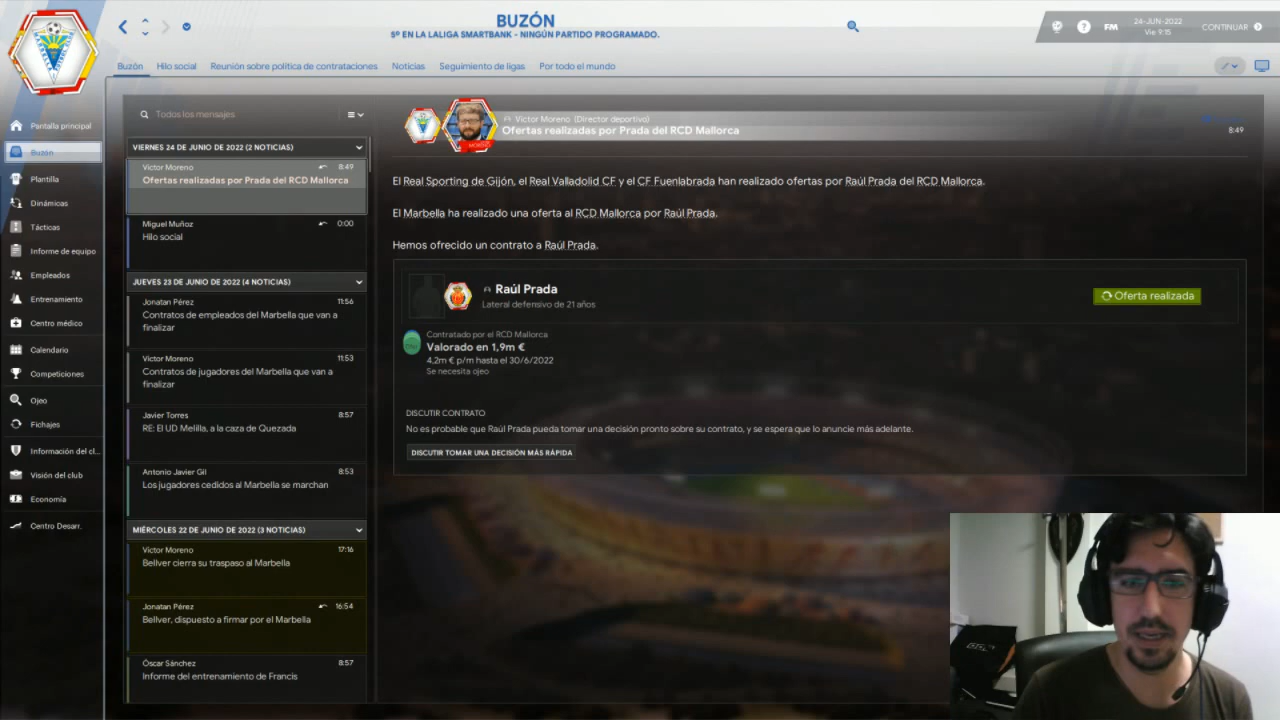 BUZÓN
5º EN LA LALIGA SMARTBANK - NINGÚN PARTIDO PROGRAMADO.
FM
24-JUN-2022
Vie 9:15
CONTINUAR
Buzón
Hilo social
Reunión sobre política de contrataciones
Noticias
Seguimiento de ligas
Por todo el mundo
Pantalla principal
Buzón
Plantilla
Dinámicas
Tácticas
Informe de equipo
Empleados
Entrenamiento
Centro médico
Calendario
Competiciones
Ojeo
Fichajes
Información del cl...
Visión del club
Economía
Centro Desarr.
Todos los mensajes
VIERNES 24 DE JUNIO DE 2022 (2 NOTICIAS)
Víctor Moreno 8:49
Ofertas realizadas por Prada del RCD Mallorca
Miguel Muñoz 0:00
Hilo social
JUEVES 23 DE JUNIO DE 2022 (4 NOTICIAS)
Jonatan Pérez 11:56
Contratos de empleados del Marbella que van a
finalizar
Víctor Moreno 11:53
Contratos de jugadores del Marbella que van a
finalizar
Javier Torres 8:57
RE: El UD Melilla, a la caza de Quezada
Antonio Javier Gil 8:53
Los jugadores cedidos al Marbella se marchan
MIÉRCOLES 22 DE JUNIO DE 2022 (3 NOTICIAS)
Víctor Moreno 17:16
Bellver cierra su traspaso al Marbella
Jonatan Pérez 16:54
Bellver, dispuesto a firmar por el Marbella
Óscar Sánchez 8:57
Informe del entrenamiento de Francis
MORENO
Víctor Moreno (Director deportivo)
Ofertas realizadas por Prada del RCD Mallorca
8:49
El Real Sporting de Gijón, el Real Valladolid CF y el CF Fuenlabrada han realizado ofertas por Raúl Prada del RCD Mallorca.
El Marbella ha realizado una oferta al RCD Mallorca por Raúl Prada.
Hemos ofrecido un contrato a Raúl Prada.
Raúl Prada
Lateral defensivo de 21 años
Oferta realizada
Contratado por el RCD Mallorca
Valorado en 1,9m €
4,2m € p/m hasta el 30/6/2022
Se necesita ojeo
DISCUTIR CONTRATO
No es probable que Raúl Prada pueda tomar una decisión pronto sobre su contrato, y se espera que lo anuncie más adelante.
DISCUTIR TOMAR UNA DECISIÓN MÁS RÁPIDA